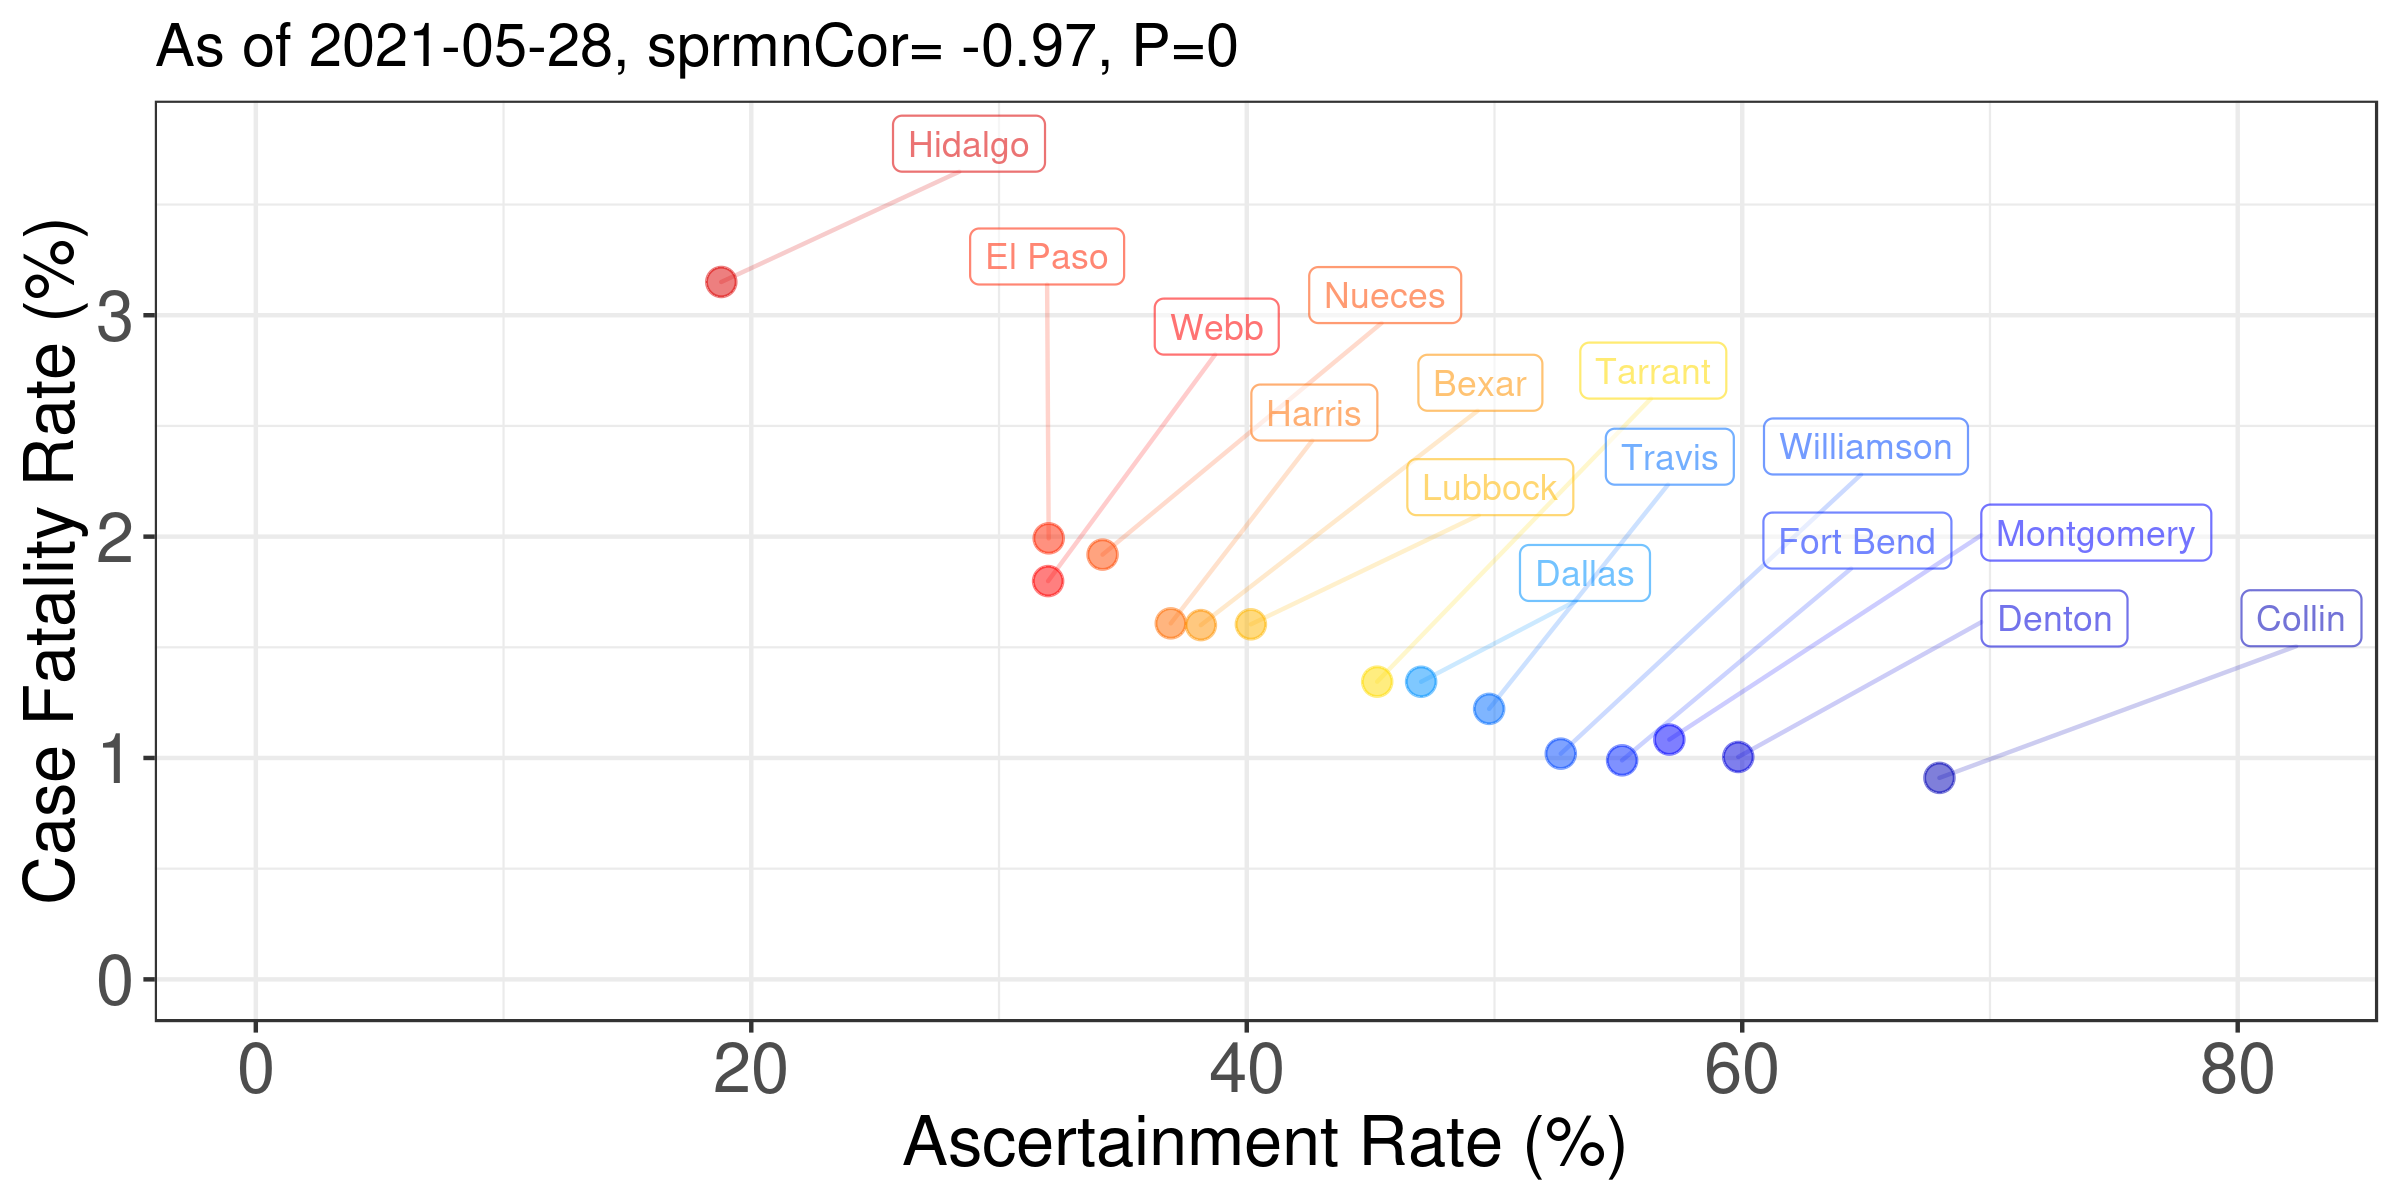 As of 2021-05-28, sprmnCor= -0.97, P=0
Hidalgo
El Paso
Nueces
Webb
Tarrant
Bexar
Harris
Williamson
Travis
Lubbock
Montgomery
Fort Bend
Dallas
Denton
Collin
Case Fatality Rate (%)
3
2
1
0
0 20 40 60 80
Ascertainment Rate (%)